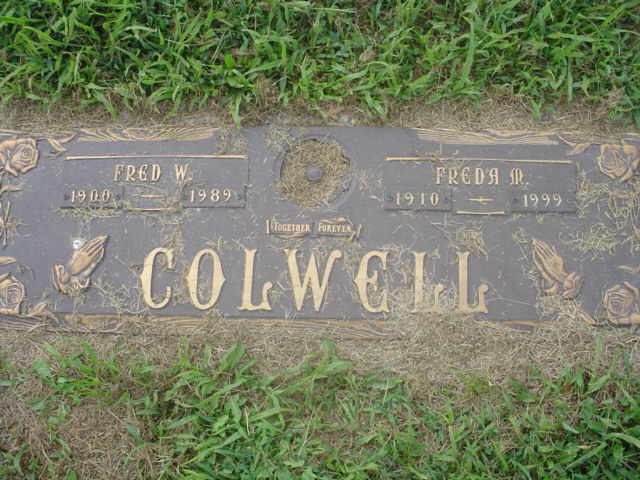 FRED W.
1900 1989
FREDA M.
1910 1999
TOGETHER FOREVER
COLWELL